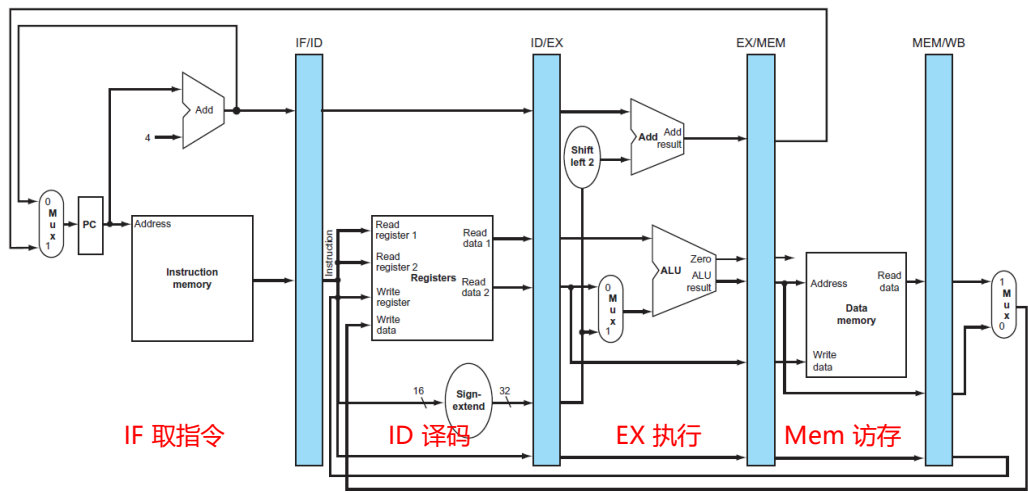 IF/ID
ID/EX
EX/MEM
MEM/WB
Add
4
Shift
left 2
Add
Add
result
0
M
u
x
1
PC
Address
Instruction
memory
Instruction
Read
register 1
Read
register 2
Write
register
Write
data
Registers
Read
data 1
Read
data 2
16
Sign-
extend
32
0
M
u
x
1
ALU
Zero
ALU
result
Address
Write
data
Data
memory
Read
data
1
M
u
x
0
IF 取指令
ID 译码
EX 执行
Mem 访存